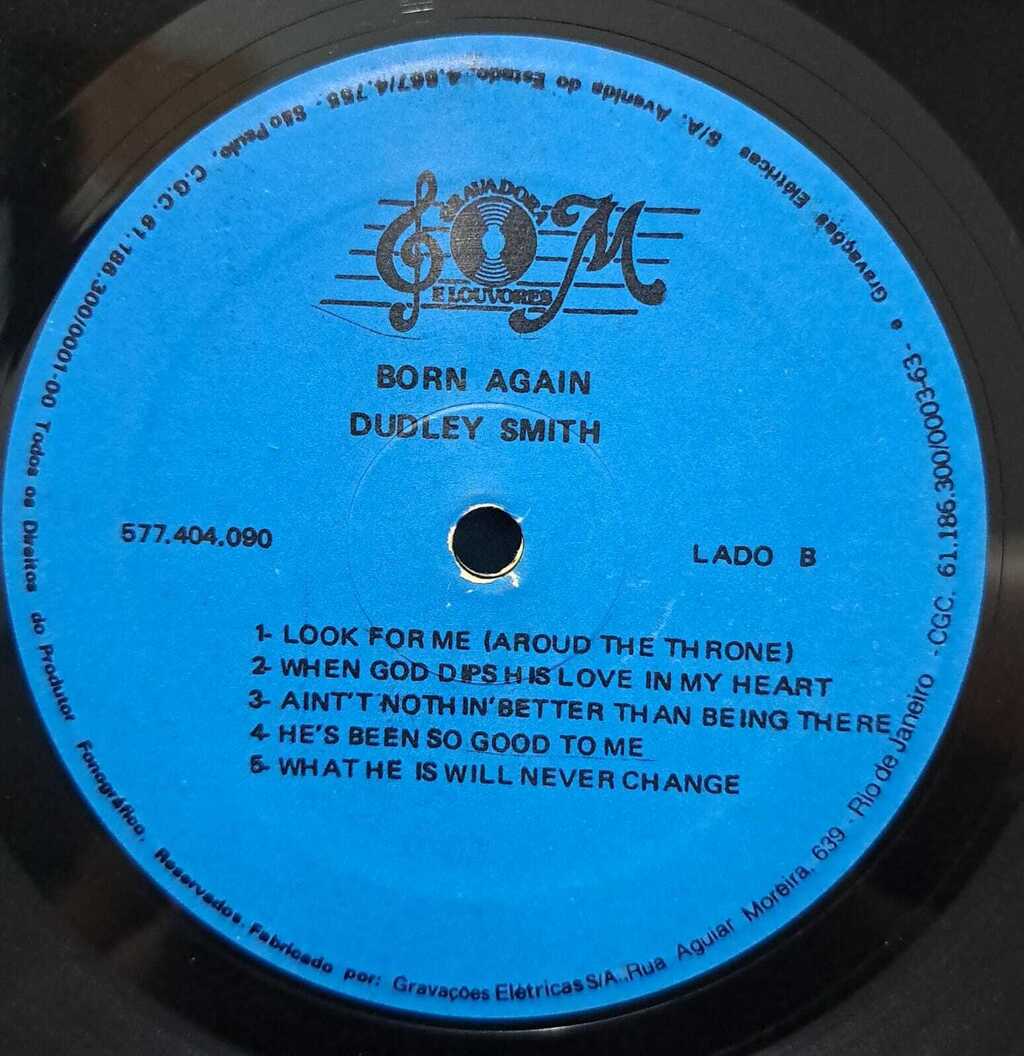 GRAVADORA
M
E LOUVORES
BORN AGAIN
DUDLEY SMITH
577.404.090
LADO B
1- LOOK FOR ME (AROUD THE THRONE)
2- WHEN GOD DIPS HIS LOVE IN MY HEART
3- AINT'T NOTHIN' BETTER THAN BEING THERE
4- HE'S BEEN SO GOOD TO ME
5- WHAT HE IS WILL NEVER CHANGE
Todos os Direitos do Produtor Fonográfico, Reservados. Fabricado por: Gravações Elétricas S/A., Rua Aguiar Moreira, 639 - Rio de Janeiro - CGC. 61.186.300/0003-63 - e Gravações Elétricas S/A. Avenida do Estado, 4.567/4.755 - São Paulo, C.G.C. 61.186.300/0001-00